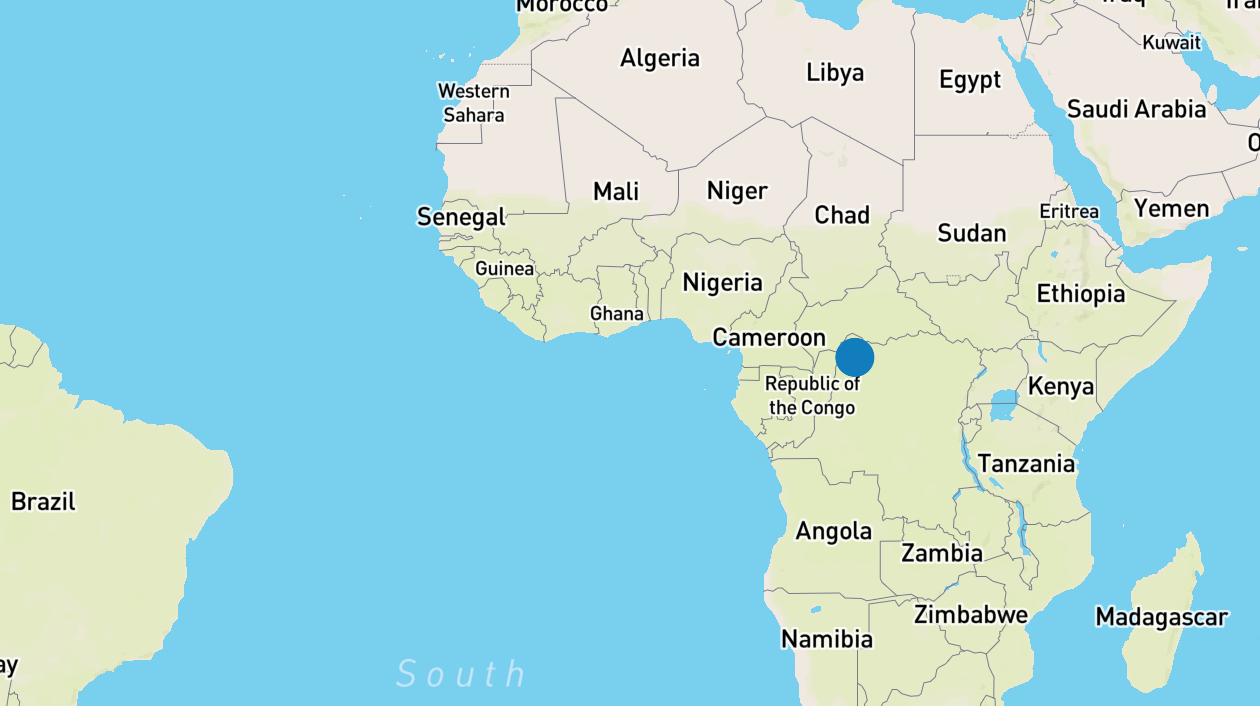 Morocco
Algeria
Libya
Egypt
Kuwait
Saudi Arabia
Western
Sahara
Mali
Niger
Chad
Senegal
Sudan
Eritrea
Yemen
Guinea
Nigeria
Ethiopia
Ghana
Cameroon
Republic of
the Congo
Kenya
Tanzania
Brazil
Angola
Zambia
Zimbabwe
Madagascar
Namibia
South